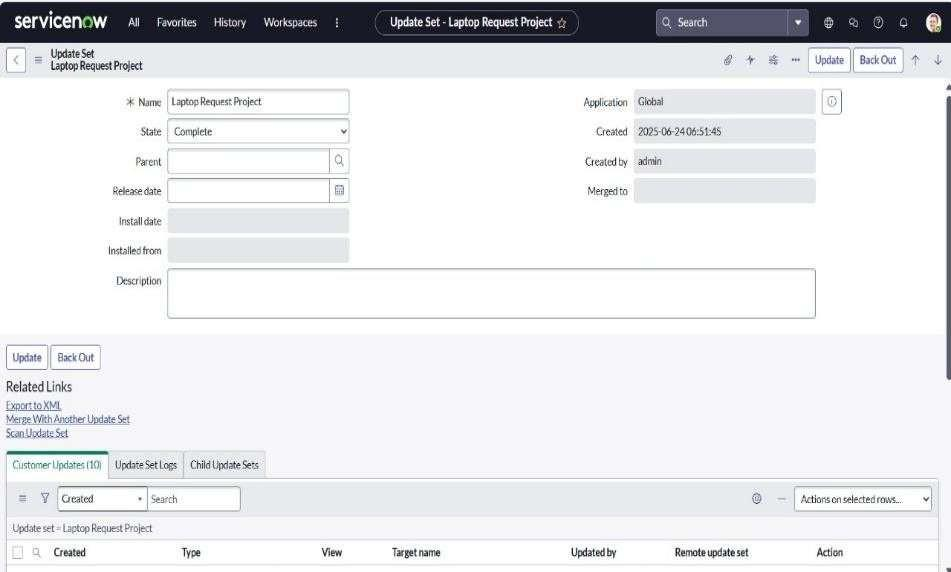 servicenow All Favorites History Workspaces Update Set - Laptop Request Project Search
Update Set
Laptop Request Project
Update Back Out
Name Laptop Request Project Application Global
State Complete Created 2025-06-24 06:51:45
Parent Created by admin
Release date Merged to
Install date
Installed from
Description
Update Back Out
Related Links
Export to XML
Merge With Another Update Set
Scan Update Set
Customer Updates (10) Update Set Logs Child Update Sets
Created Search Actions on selected rows...
Update set = Laptop Request Project
Created Type View Target name Updated by Remote update set Action